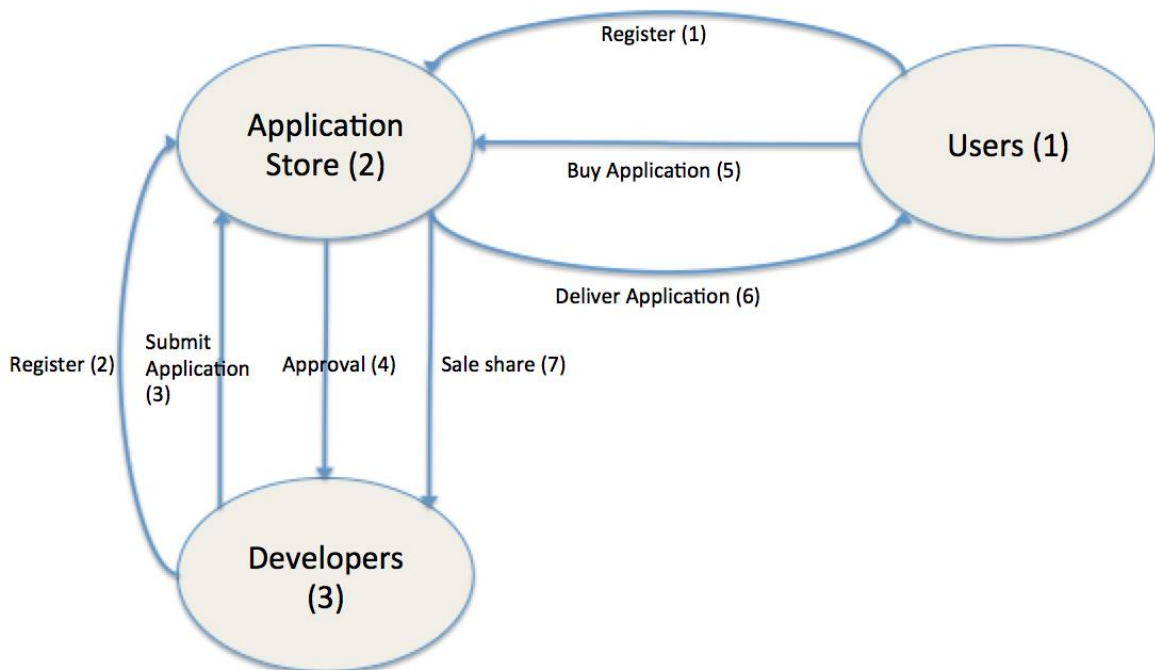 Register (1)
Application
Store (2)
Users (1)
Buy Application (5)
Deliver Application (6)
Register (2)
Submit
Application
(3)
Approval (4)
Sale share (7)
Developers
(3)